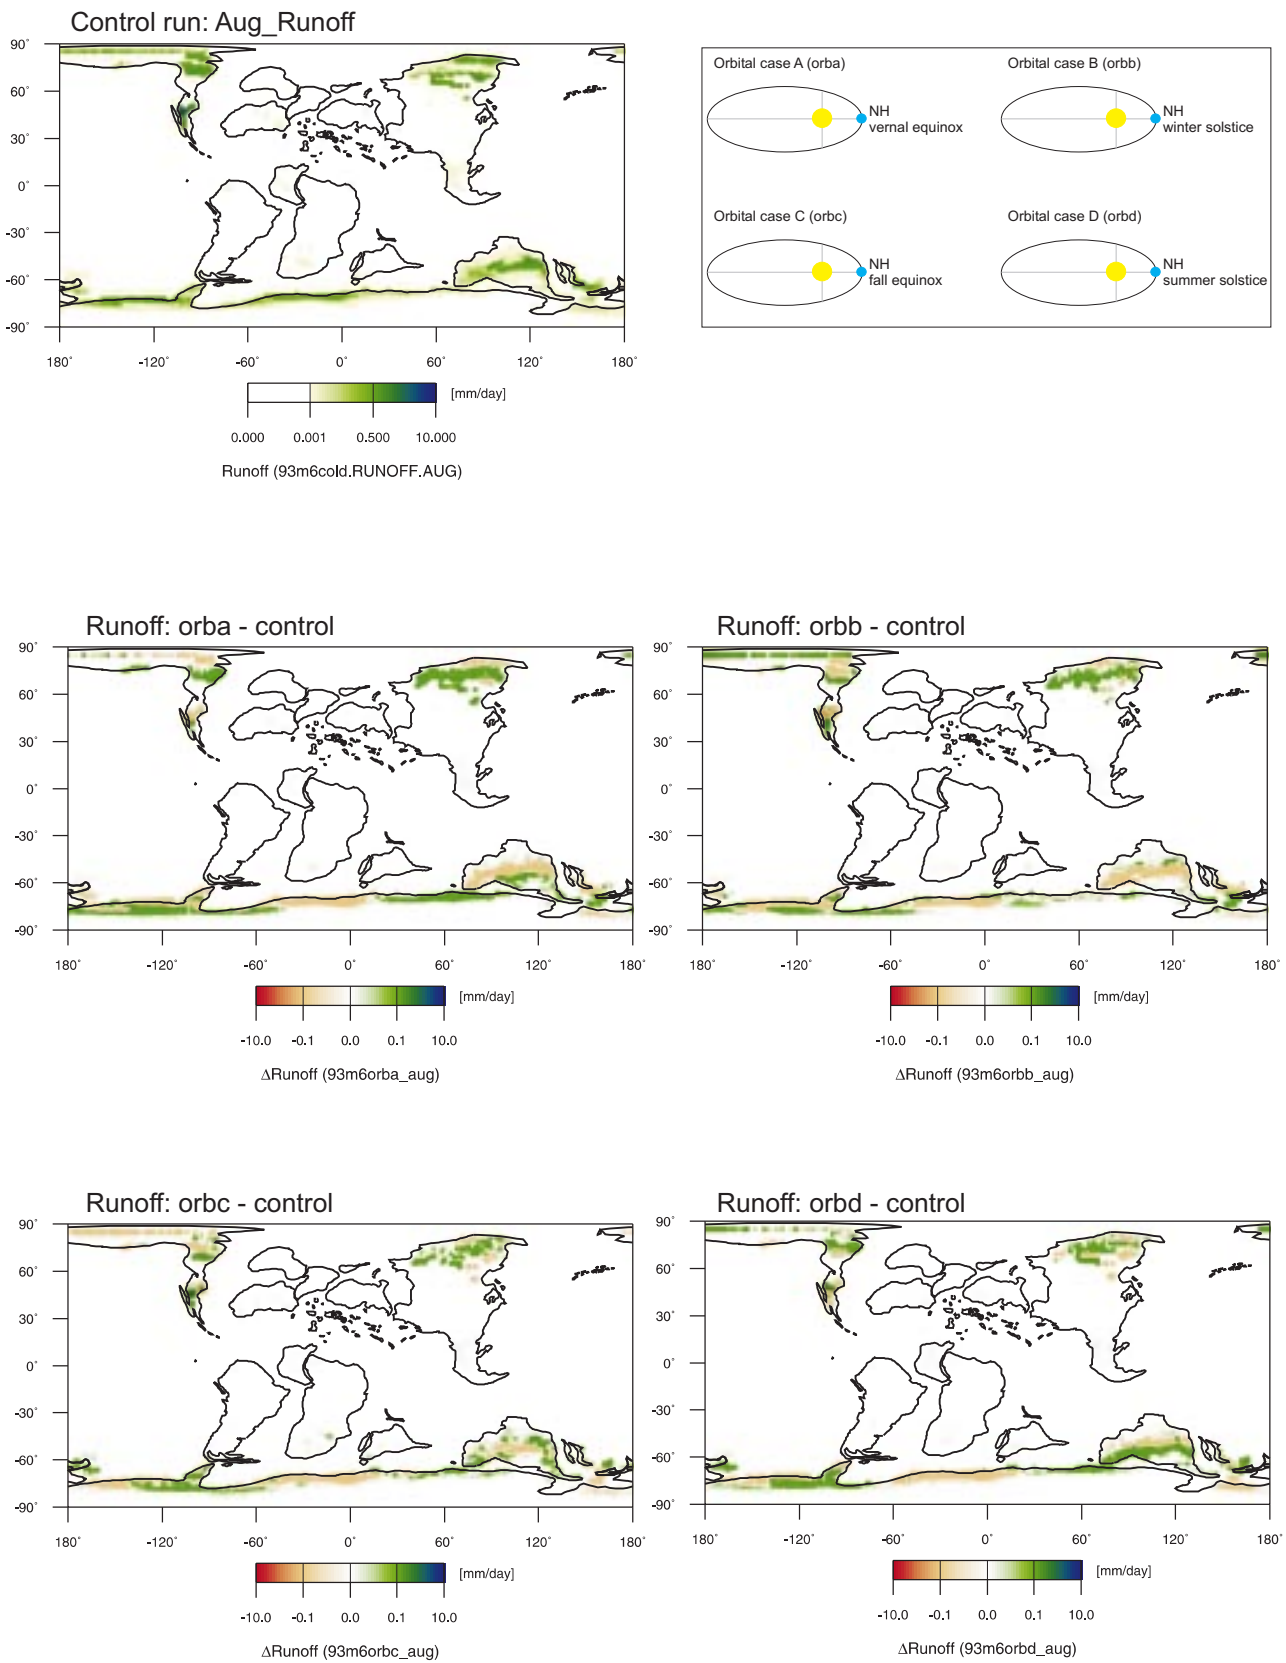 Control run: Aug_Runoff
90˚
60˚
30˚
0˚
-30˚
-60˚
-90˚
180˚ -120˚ -60˚ 0˚ 60˚ 120˚ 180˚
[mm/day]
0.000 0.001 0.500 10.000
Runoff (93m6cold.RUNOFF.AUG)
Orbital case A (orba)
NH
vernal equinox
Orbital case B (orbb)
NH
winter solstice
Orbital case C (orbc)
NH
fall equinox
Orbital case D (orbd)
NH
summer solstice
Runoff: orba - control
90˚
60˚
30˚
0˚
-30˚
-60˚
-90˚
180˚ -120˚ -60˚ 0˚ 60˚ 120˚ 180˚
[mm/day]
-10.0 -0.1 0.0 0.1 10.0
ΔRunoff (93m6orba_aug)
Runoff: orbb - control
90˚
60˚
30˚
0˚
-30˚
-60˚
-90˚
180˚ -120˚ -60˚ 0˚ 60˚ 120˚ 180˚
[mm/day]
-10.0 -0.1 0.0 0.1 10.0
ΔRunoff (93m6orbb_aug)
Runoff: orbc - control
90˚
60˚
30˚
0˚
-30˚
-60˚
-90˚
180˚ -120˚ -60˚ 0˚ 60˚ 120˚ 180˚
[mm/day]
-10.0 -0.1 0.0 0.1 10.0
ΔRunoff (93m6orbc_aug)
Runoff: orbd - control
90˚
60˚
30˚
0˚
-30˚
-60˚
-90˚
180˚ -120˚ -60˚ 0˚ 60˚ 120˚ 180˚
[mm/day]
-10.0 -0.1 0.0 0.1 10.0
ΔRunoff (93m6orbd_aug)